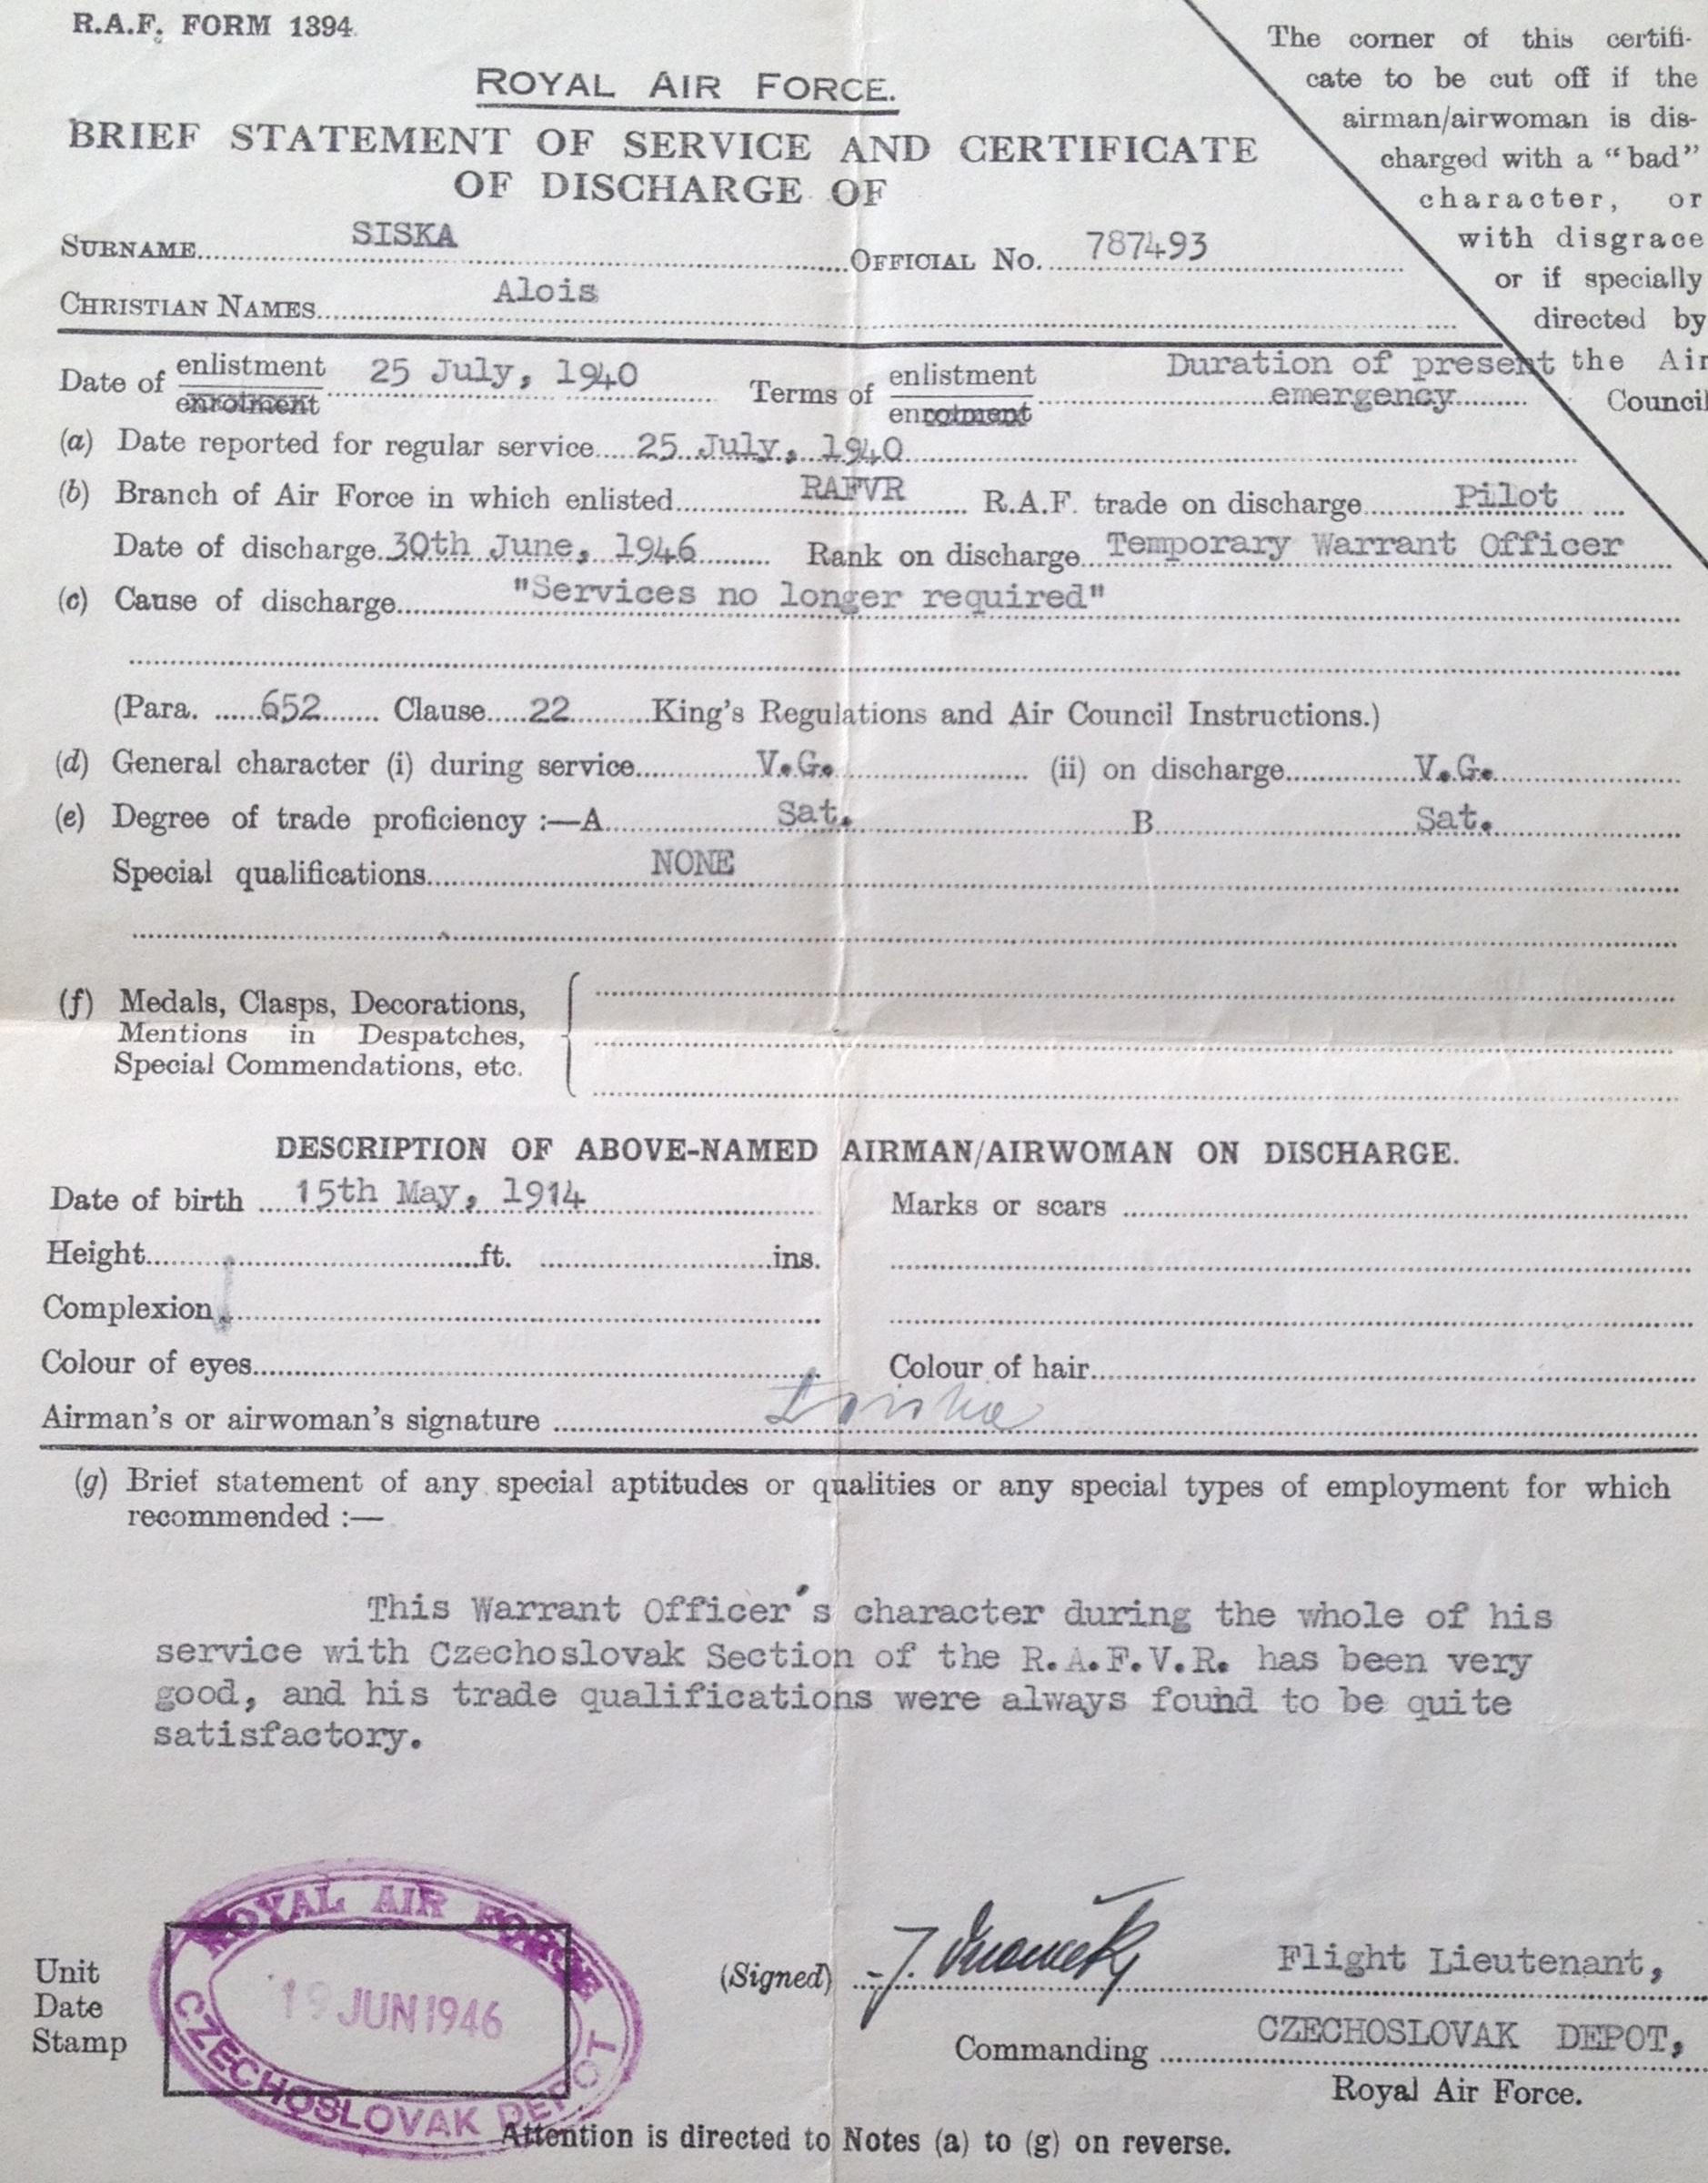 R.A.F. FORM 1394
The corner of this certifi-
cate to be cut off if the
airman/airwoman is dis-
charged with a "bad"
character, or
with disgrace
or if specially
directed by
the Air
Council
ROYAL AIR FORCE.
BRIEF STATEMENT OF SERVICE AND CERTIFICATE
OF DISCHARGE OF
SURNAME SISKA OFFICIAL No. 787493
CHRISTIAN NAMES Alois
Date of enlistment enrolment 25 July, 1940 Terms of enlistment enrolment Duration of present
emergency
(a) Date reported for regular service 25 July, 1940
(b) Branch of Air Force in which enlisted RAFVR R.A.F. trade on discharge Pilot
Date of discharge 30th June, 1946 Rank on discharge Temporary Warrant Officer
(c) Cause of discharge "Services no longer required"
(Para. 652 Clause 22 King's Regulations and Air Council Instructions.)
(d) General character (i) during service V.G. (ii) on discharge V.G.
(e) Degree of trade proficiency :—A Sat. B Sat.
Special qualifications NONE
(f) Medals, Clasps, Decorations,
Mentions in Despatches,
Special Commendations, etc.
DESCRIPTION OF ABOVE-NAMED AIRMAN/AIRWOMAN ON DISCHARGE.
Date of birth 15th May, 1914 Marks or scars
Height ft. ins.
Complexion
Colour of eyes Colour of hair
Airman's or airwoman's signature
(g) Brief statement of any special aptitudes or qualities or any special types of employment for which
recommended :—
This Warrant Officer's character during the whole of his
service with Czechoslovak Section of the R.A.F.V.R. has been very
good, and his trade qualifications were always found to be quite
satisfactory.
Unit
Date
Stamp
ROYAL AIR FORCE
19 JUN 1946
CZECHOSLOVAK DEPOT
(Signed) J. Flight Lieutenant,
Commanding CZECHOSLOVAK DEPOT,
Royal Air Force.
Attention is directed to Notes (a) to (g) on reverse.